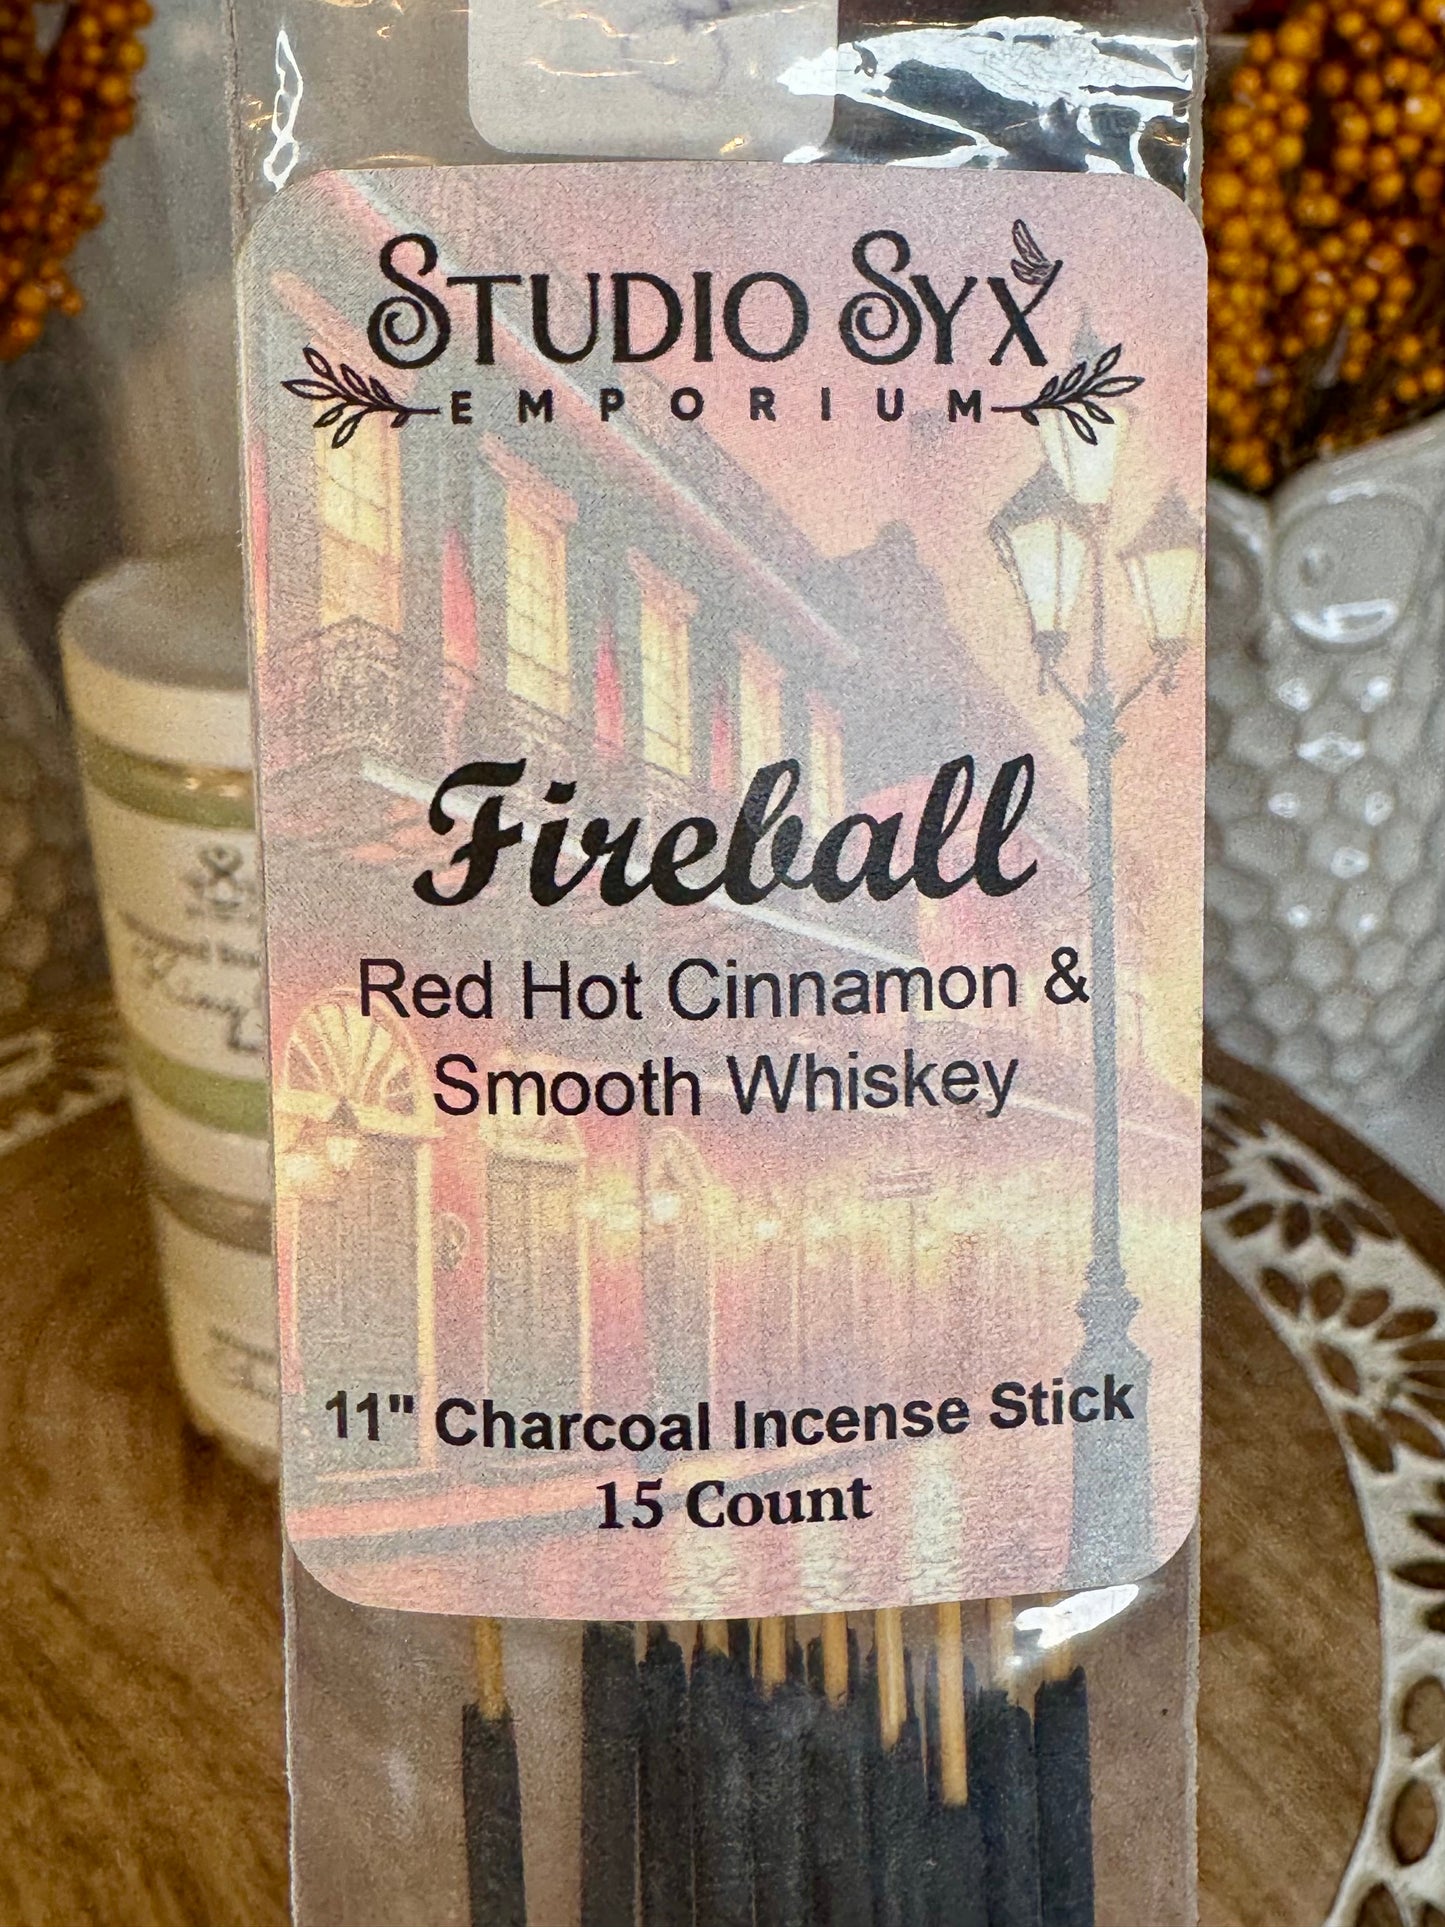 STUDIO SYX
EMPORIUM
Fireball
Red Hot Cinnamon &
Smooth Whiskey
11" Charcoal Incense Stick
15 Count